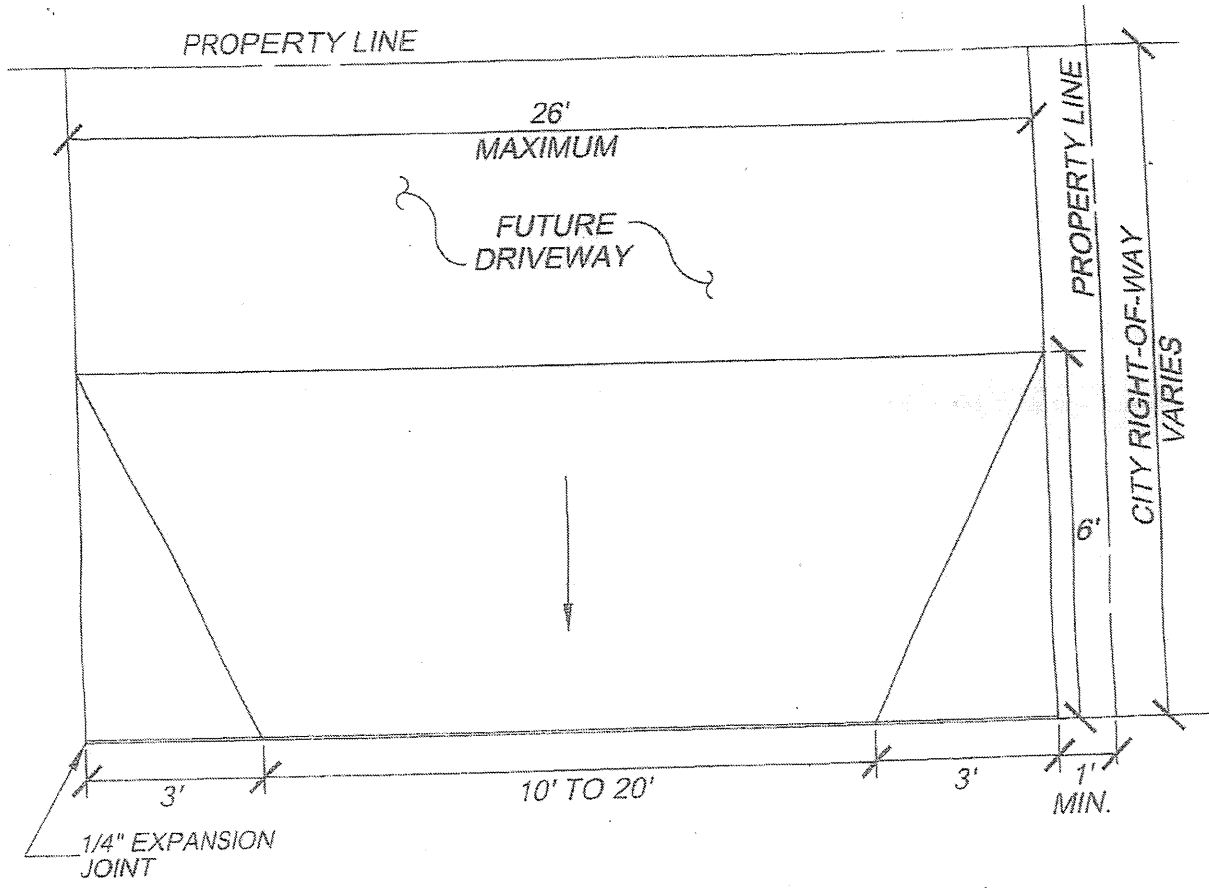 PROPERTY LINE
26'
MAXIMUM
FUTURE
DRIVEWAY
PROPERTY LINE
CITY RIGHT-OF-WAY
VARIES
6'
3'
10' TO 20'
3'
1'
MIN.
1/4" EXPANSION
JOINT